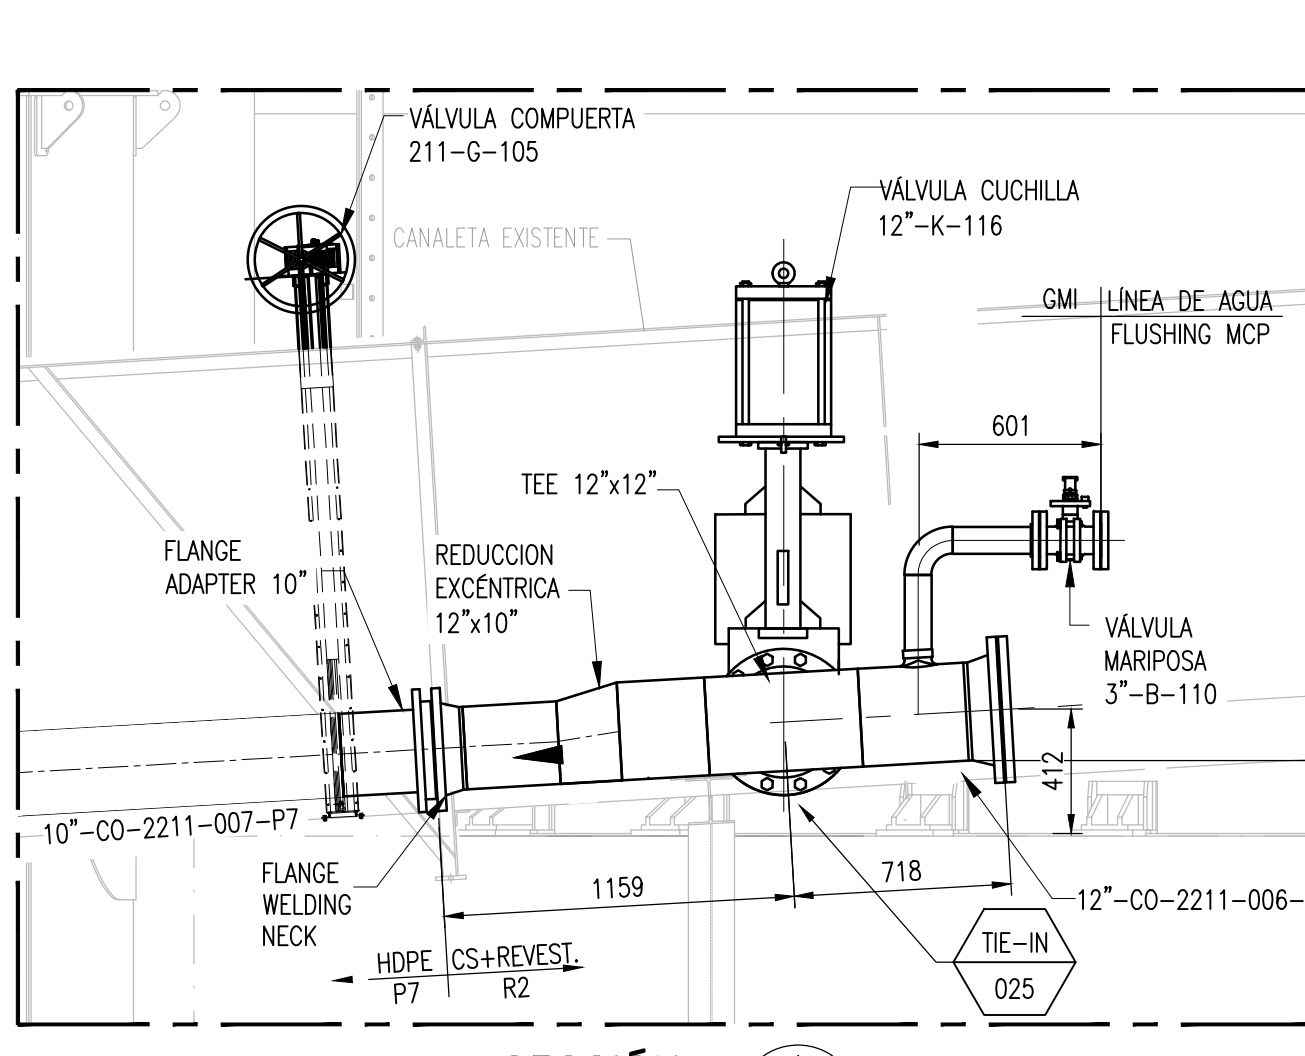 VÁLVULA COMPUERTA
211-G-105
VÁLVULA CUCHILLA
12"-K-116
CANALETA EXISTENTE
GMI
LÍNEA DE AGUA
FLUSHING MCP
601
TEE 12"x12"
FLANGE
ADAPTER 10"
REDUCCION
EXCÉNTRICA
12"x10"
VÁLVULA
MARIPOSA
3"-B-110
412
10"-CO-2211-007-P7
FLANGE
WELDING
NECK
1159
718
12"-CO-2211-006-
HDPE
CS+REVEST.
P7
R2
TIE-IN
025